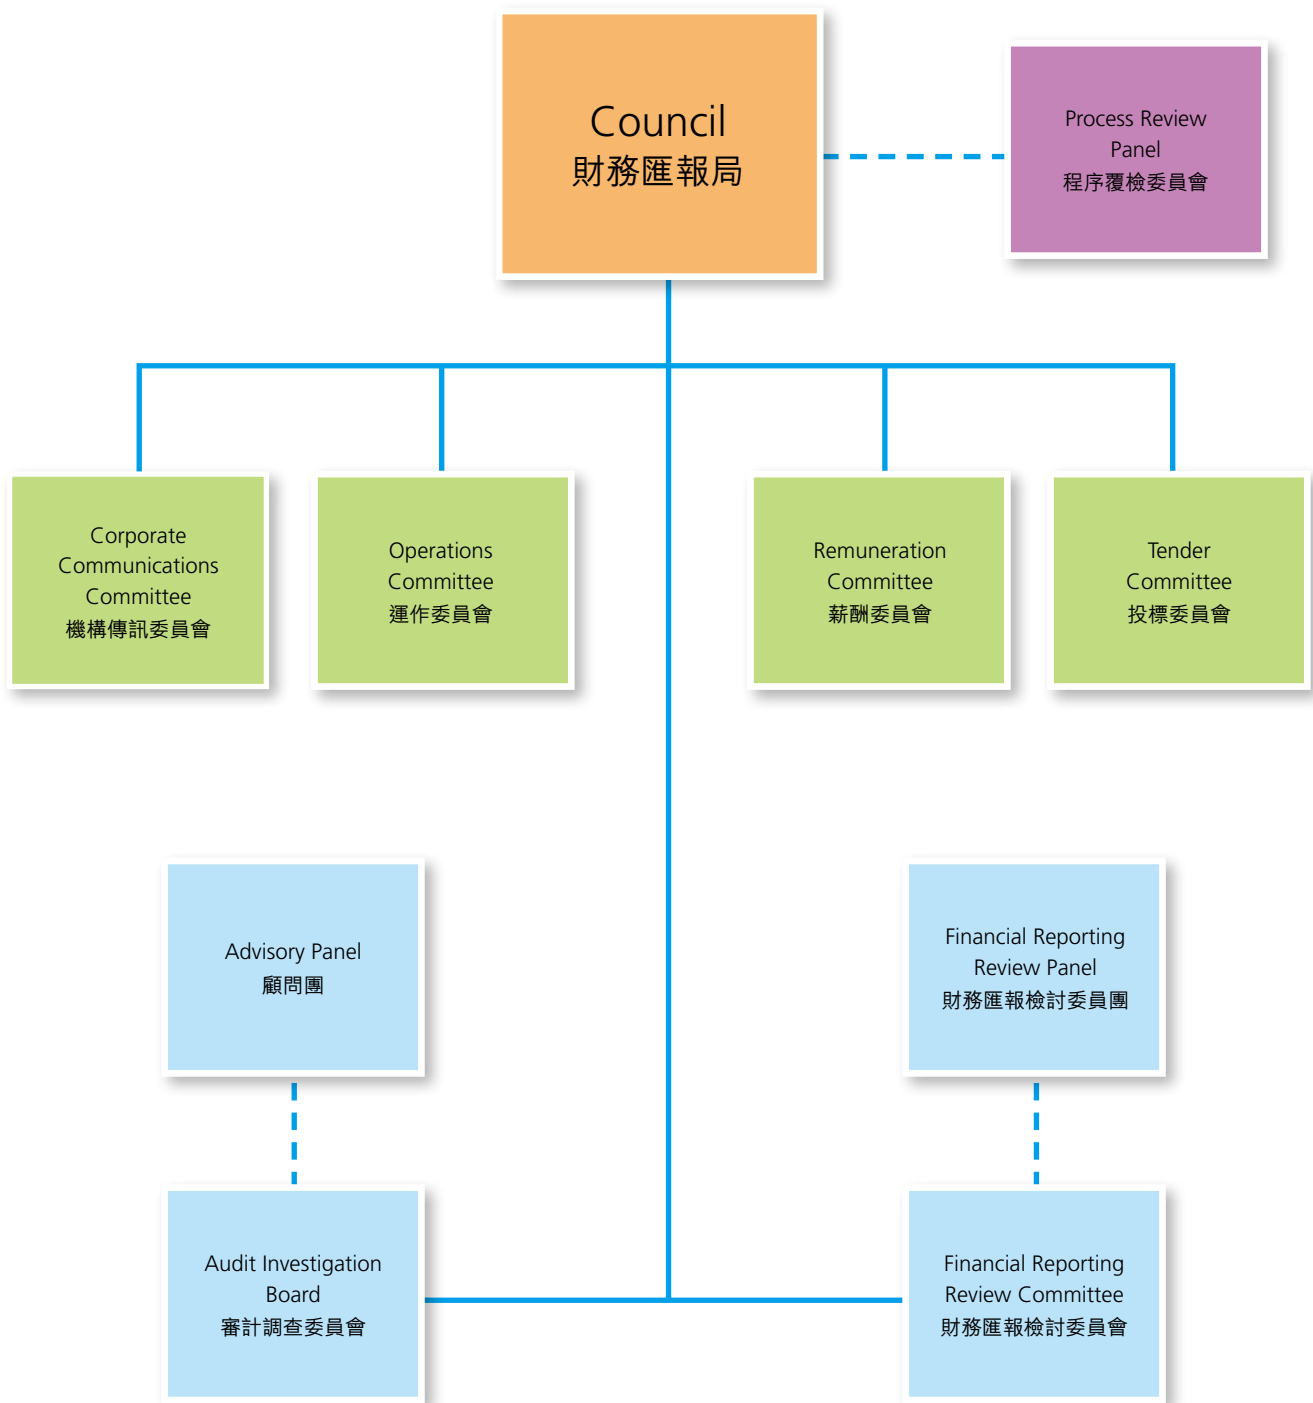 Council
財務匯報局
Process Review
Panel
程序覆檢委員會
Corporate
Communications
Committee
機構傳訊委員會
Operations
Committee
運作委員會
Remuneration
Committee
薪酬委員會
Tender
Committee
投標委員會
Advisory Panel
顧問團
Financial Reporting
Review Panel
財務匯報檢討委員團
Audit Investigation
Board
審計調查委員會
Financial Reporting
Review Committee
財務匯報檢討委員會